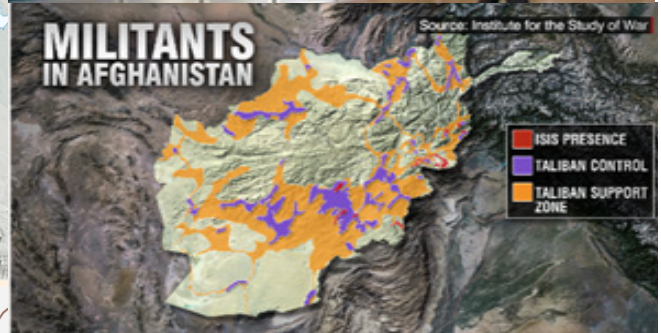 MILITANTS
IN AFGHANISTAN
Source: Institute for the Study of War
ISIS PRESENCE
TALIBAN CONTROL
TALIBAN SUPPORT
ZONE